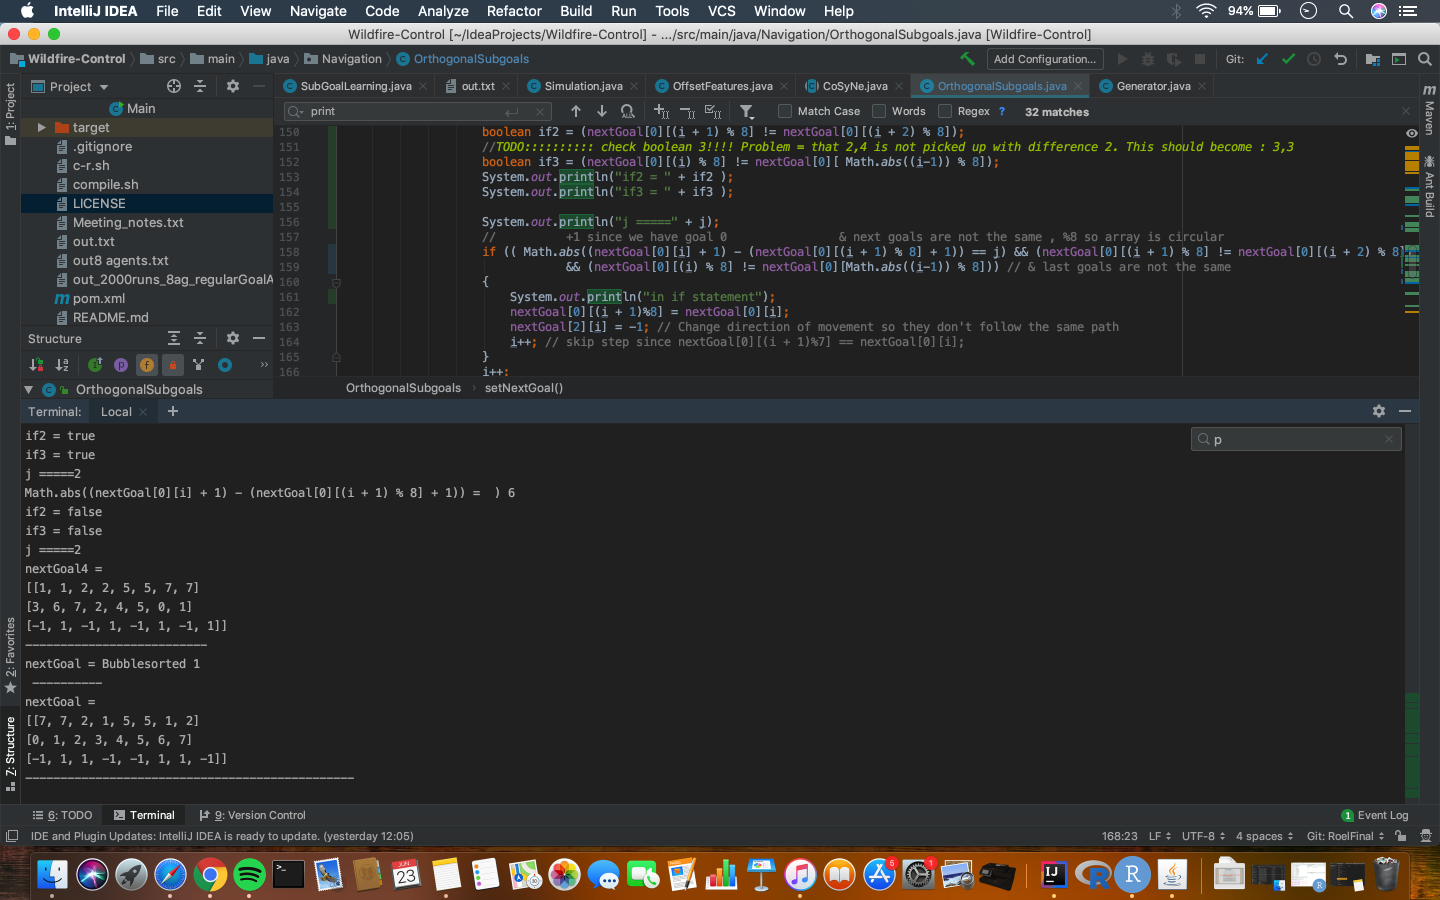 IntelliJ IDEA File Edit View Navigate Code Analyze Refactor Build Run Tools VCS Window Help 94%
Wildfire-Control [~/IdeaProjects/Wildfire-Control] - .../src/main/java/Navigation/OrthogonalSubgoals.java [Wildfire-Control]
Wildfire-Control src main java Navigation OrthogonalSubgoals Add Configuration... Git:
Project SubGoalLearning.java out.txt Simulation.java OffsetFeatures.java CoSyNe.java OrthogonalSubgoals.java Generator.java
print Match Case Words Regex ? 32 matches
1: Project
Main
target
.gitignore
c-r.sh
compile.sh
LICENSE
Meeting_notes.txt
out.txt
out8 agents.txt
out_2000runs_8ag_regularGoalA
pom.xml
README.md
150 boolean if2 = (nextGoal[0][(i + 1) % 8] != nextGoal[0][(i + 2) % 8]);
151 //TODO:::::::::: check boolean 3!!!! Problem = that 2,4 is not picked up with difference 2. This should become : 3,3
152 boolean if3 = (nextGoal[0][(i) % 8] != nextGoal[0][ Math.abs((i-1)) % 8]);
153 System.out.println("if2 = " + if2 );
154 System.out.println("if3 = " + if3 );
155
156 System.out.println("j =====" + j);
157 // +1 since we have goal 0 & next goals are not the same , %8 so array is circular
158 if (( Math.abs((nextGoal[0][i] + 1) - (nextGoal[0][(i + 1) % 8] + 1)) == j) && (nextGoal[0][(i + 1) % 8] != nextGoal[0][(i + 2) % 8]
159 && (nextGoal[0][(i) % 8] != nextGoal[0][Math.abs((i-1)) % 8])) // & last goals are not the same
160 {
161 System.out.println("in if statement");
162 nextGoal[0][(i + 1)%8] = nextGoal[0][i];
163 nextGoal[2][i] = -1; // Change direction of movement so they don't follow the same path
164 i++; // skip step since nextGoal[0][(i + 1)%7] == nextGoal[0][i];
165 }
166 i++;
Maven
Ant Build
Structure
OrthogonalSubgoals
OrthogonalSubgoals setNextGoal()
Terminal: Local +
p
if2 = true
if3 = true
j =====2
Math.abs((nextGoal[0][i] + 1) - (nextGoal[0][(i + 1) % 8] + 1)) = ) 6
if2 = false
if3 = false
j =====2
nextGoal4 =
[[1, 1, 2, 2, 5, 5, 7, 7]
[3, 6, 7, 2, 4, 5, 0, 1]
[-1, 1, -1, 1, -1, 1, -1, 1]]
--------------------------
nextGoal = Bubblesorted 1
----------
nextGoal =
[[7, 7, 2, 1, 5, 5, 1, 2]
[0, 1, 2, 3, 4, 5, 6, 7]
[-1, 1, 1, -1, -1, 1, 1, -1]]
-----------------------------------------------
2: Favorites
Z: Structure
6: TODO Terminal 9: Version Control 1 Event Log
IDE and Plugin Updates: IntelliJ IDEA is ready to update. (yesterday 12:05) 168:23 LF UTF-8 4 spaces Git: RoelFinal
JUN 23 6 1 IJ R R